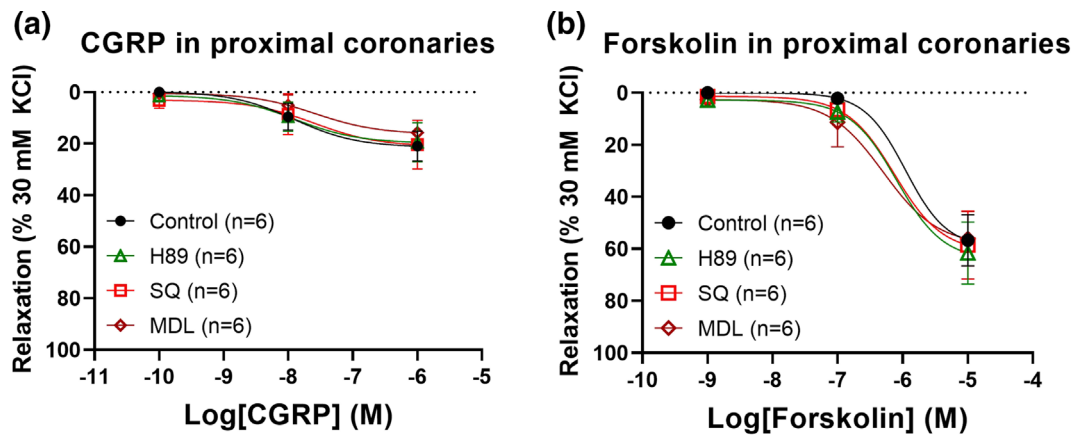 (a)
CGRP in proximal coronaries
Relaxation (% 30 mM KCl)
0
20
40
60
80
100
Control (n=6)
H89 (n=6)
SQ (n=6)
MDL (n=6)
-11 -10 -9 -8 -7 -6 -5
Log[CGRP] (M)
(b)
Forskolin in proximal coronaries
Relaxation (% 30 mM KCl)
0
20
40
60
80
100
Control (n=6)
H89 (n=6)
SQ (n=6)
MDL (n=6)
-10 -9 -8 -7 -6 -5 -4
Log[Forskolin] (M)